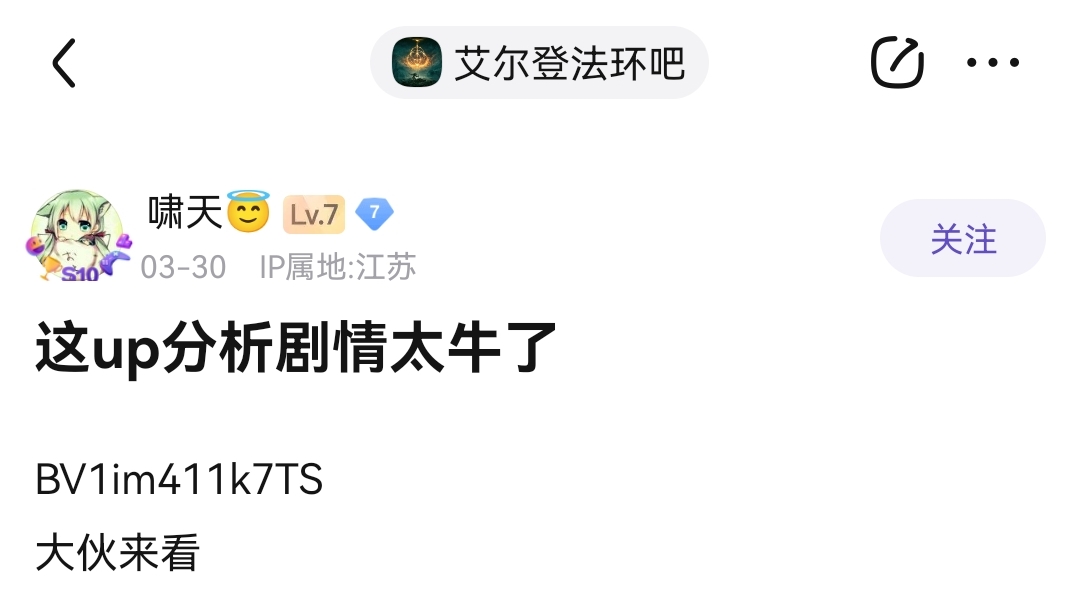 艾尔登法环吧
啸天😇 Lv.7 7
S10
03-30 IP属地:江苏
关注
这up分析剧情太牛了
BV1im411k7TS
大伙来看